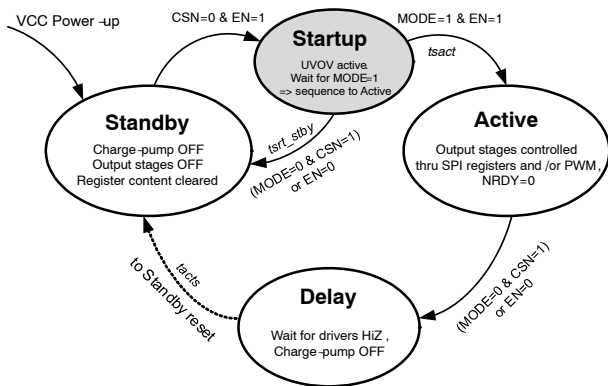 VCC Power-up
CSN=0 & EN=1
MODE=1 & EN=1
Startup
UVOV active.
Wait for MODE=1
=> sequence to Active
tsact
tsrt_stby
(MODE=0 & CSN=1)
or EN=0
Standby
Charge-pump OFF
Output stages OFF
Register content cleared
Active
Output stages controlled
thru SPI registers and /or PWM,
NRDY=0
(MODE=0 & CSN=1)
or EN=0
tacts
to Standby reset
Delay
Wait for drivers HiZ ,
Charge-pump OFF